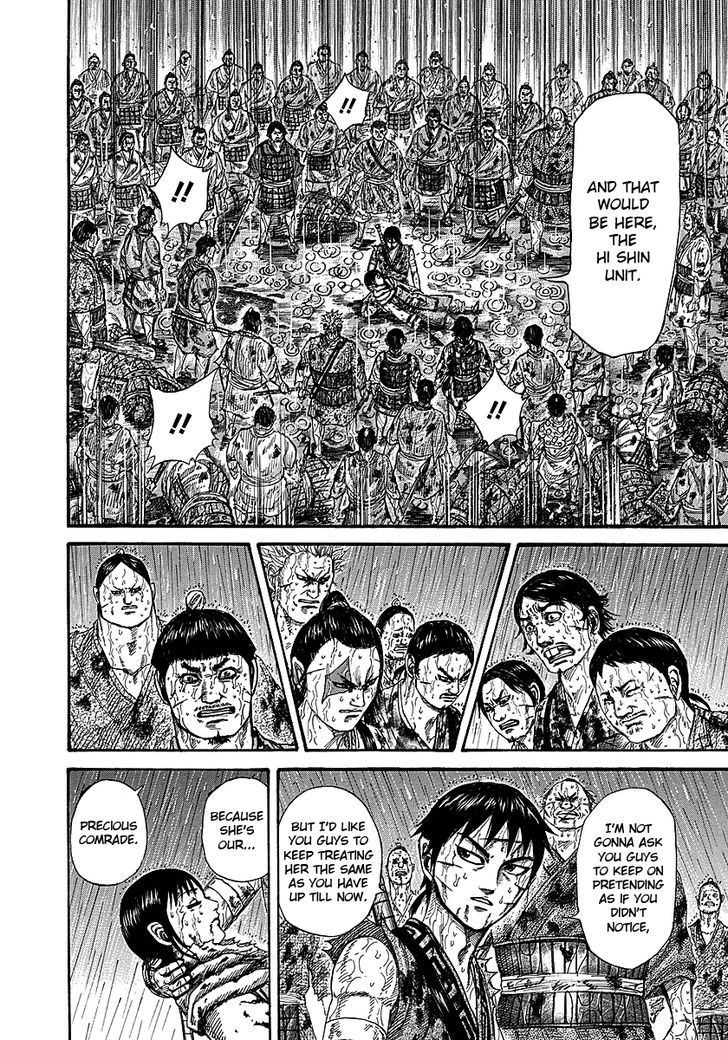 AND THAT
WOULD
BE HERE,
THE
HI SHIN
UNIT.
!!
!!
!!
!!
I'M NOT
GONNA ASK
YOU GUYS
TO KEEP ON
PRETENDING
AS IF YOU
DIDN'T
NOTICE,
BUT I'D LIKE
YOU GUYS TO
KEEP TREATING
HER THE SAME
AS YOU HAVE
UP TILL NOW.
BECAUSE
SHE'S
OUR...
PRECIOUS
COMRADE.